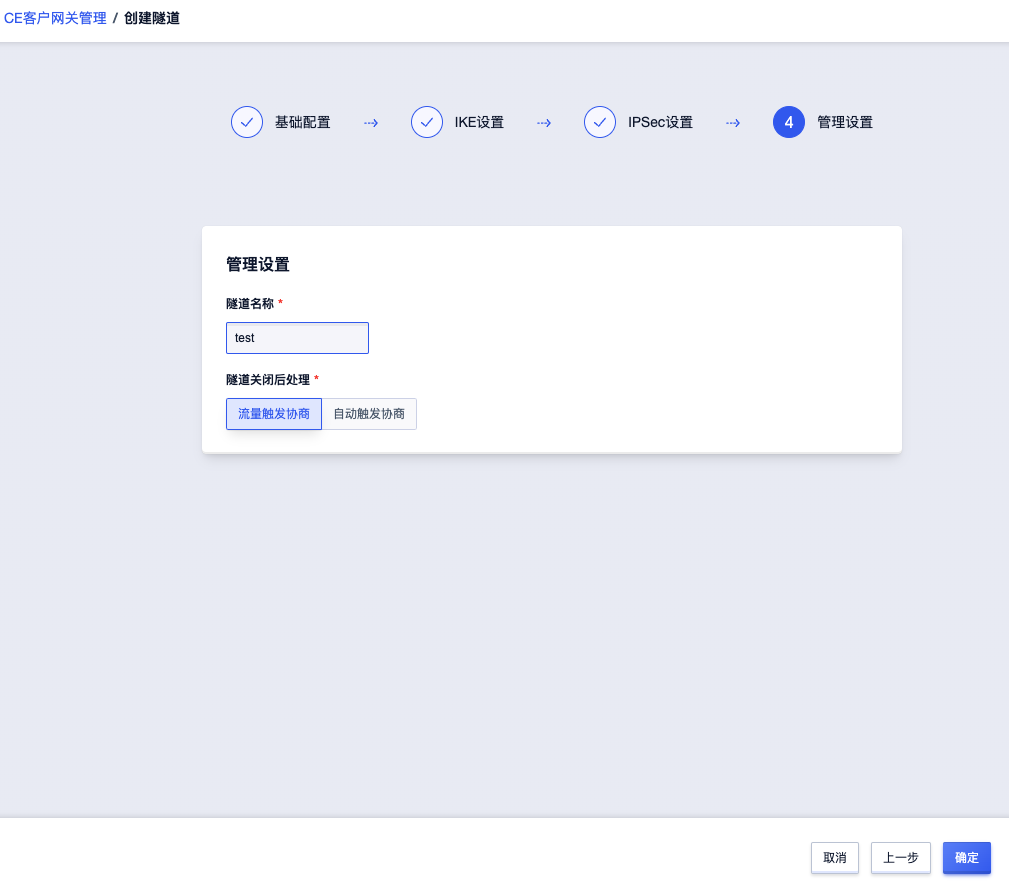 CE客户网关管理 / 创建隧道
基础配置 IKE设置 IPSec设置 4 管理设置
管理设置
隧道名称 *
test
隧道关闭后处理 *
流量触发协商 自动触发协商
取消 上一步 确定